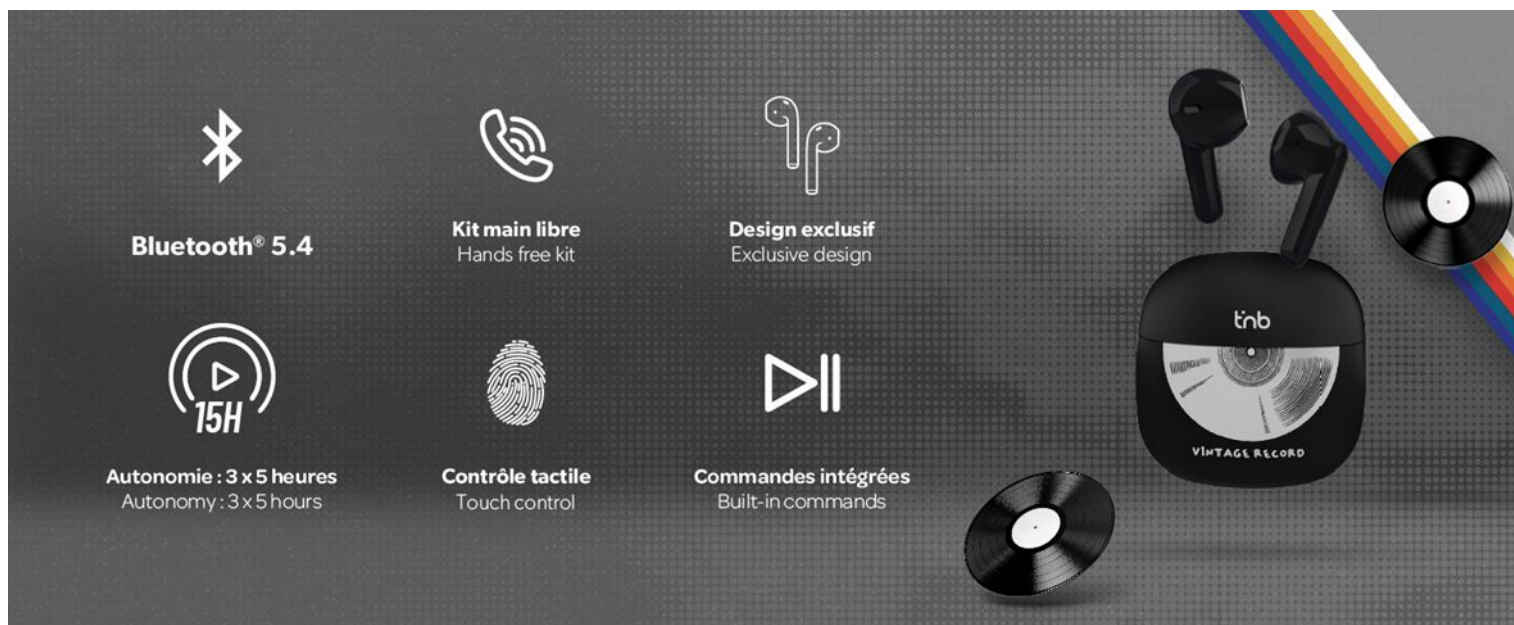 Bluetooth® 5.4
Kit main libre
Hands free kit
Design exclusif
Exclusive design
15H
Autonomie : 3 x 5 heures
Autonomy : 3 x 5 hours
Contrôle tactile
Touch control
Commandes intégrées
Built-in commands
tnb
VINTAGE RECORD